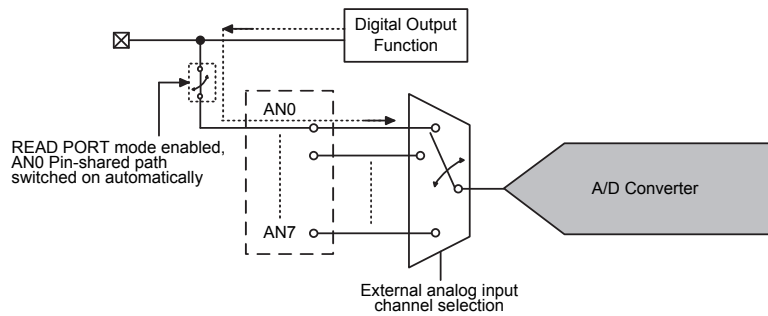 Digital Output
Function
AN0
READ PORT mode enabled,
AN0 Pin-shared path
switched on automatically
A/D Converter
AN7
External analog input
channel selection